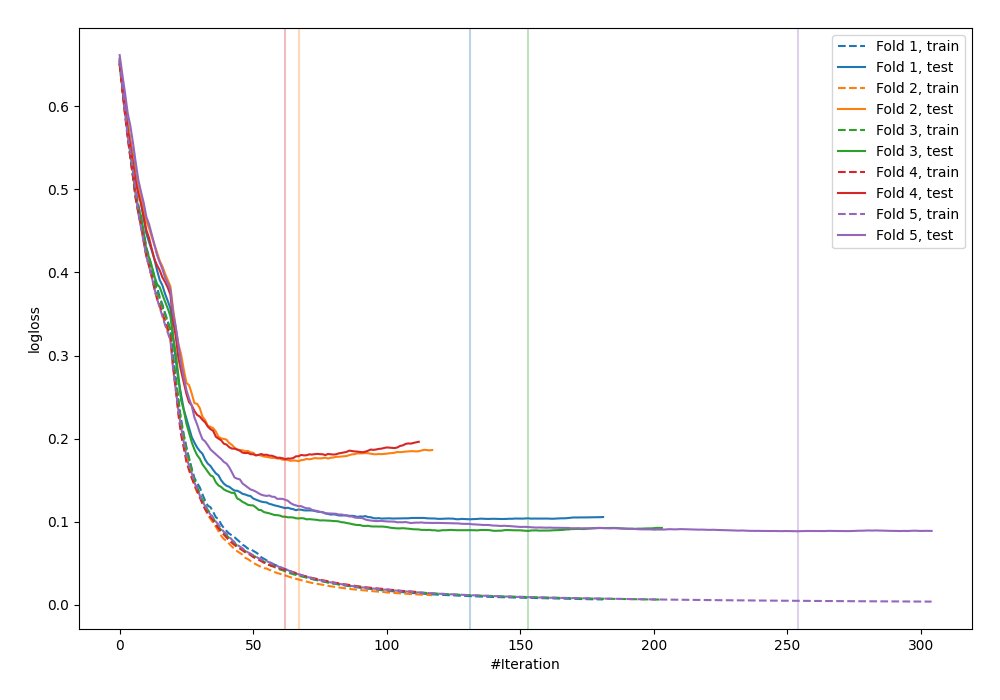 0.6
0.5
0.4
0.3
0.2
0.1
0.0
logloss
0
50
100
150
200
250
300
#Iteration
Fold 1, train
Fold 1, test
Fold 2, train
Fold 2, test
Fold 3, train
Fold 3, test
Fold 4, train
Fold 4, test
Fold 5, train
Fold 5, test